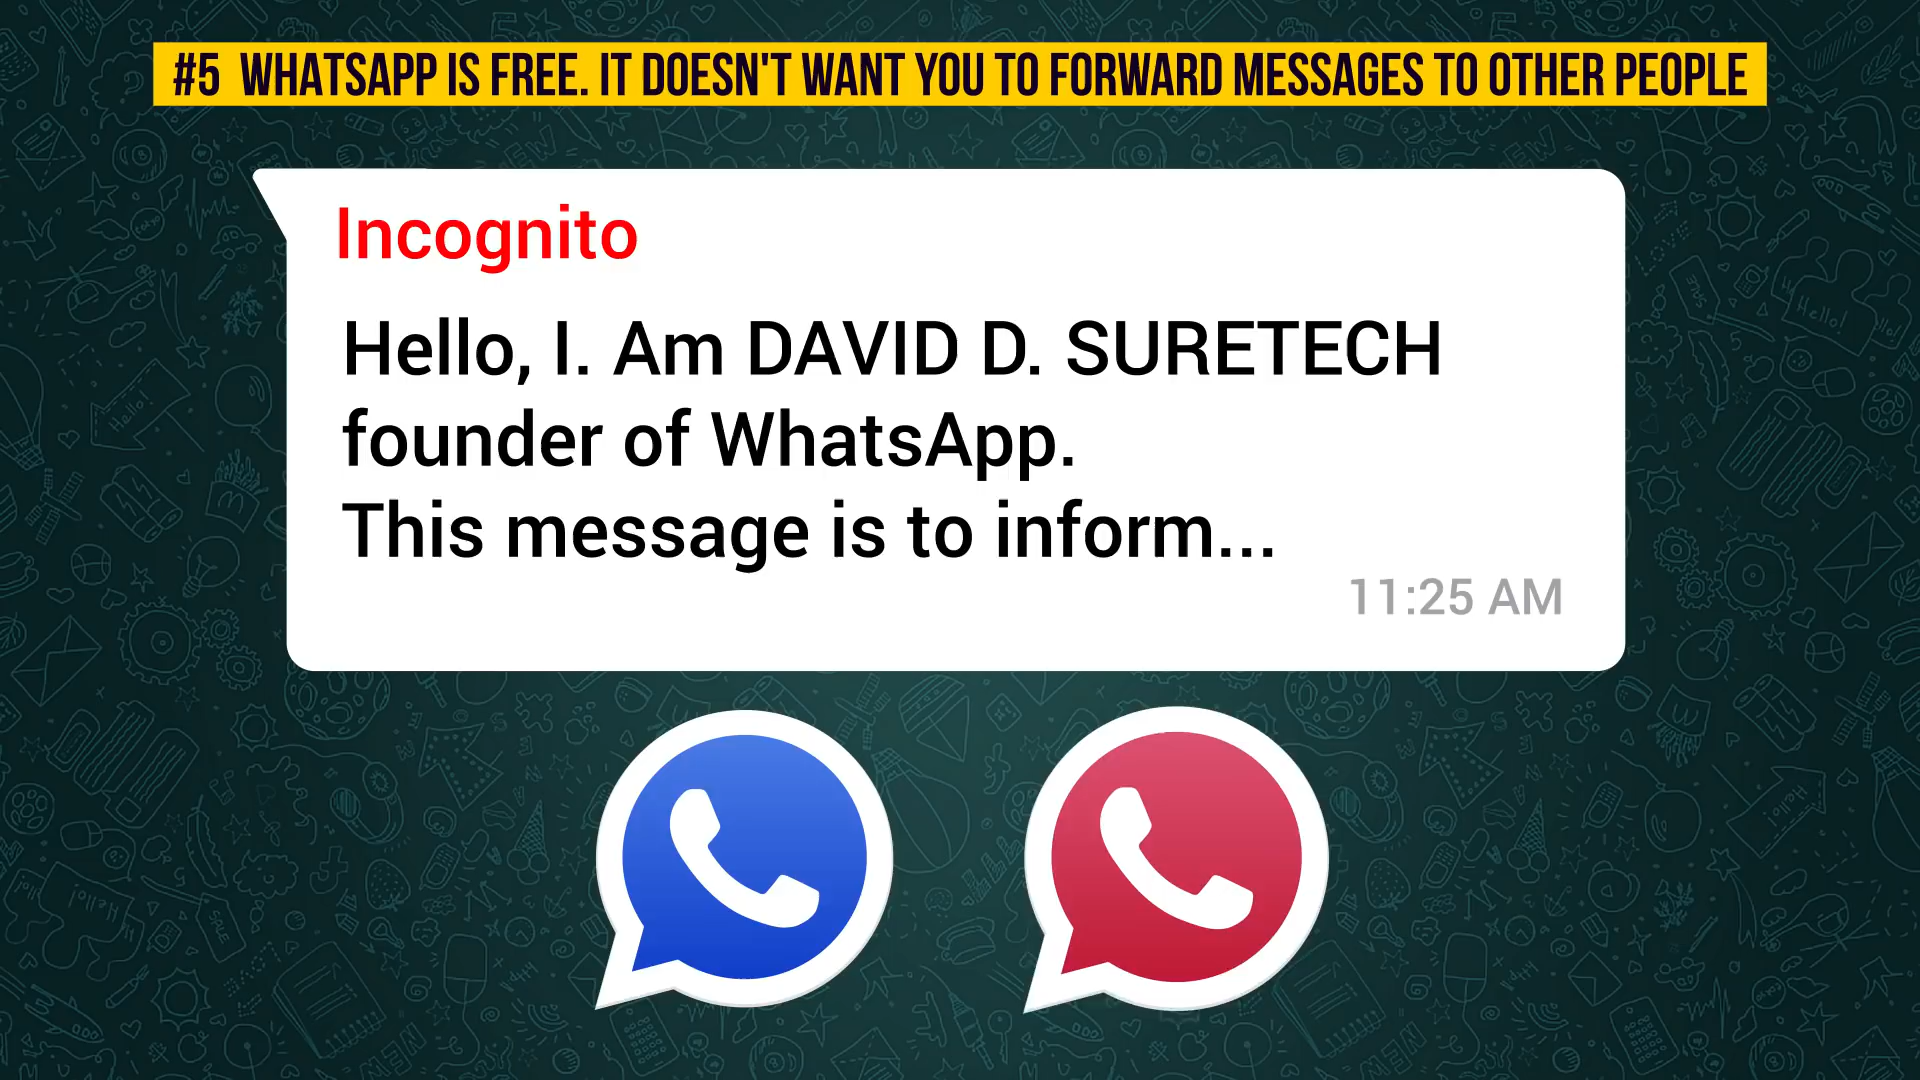 #5 WHATSAPP IS FREE. IT DOESN'T WANT YOU TO FORWARD MESSAGES TO OTHER PEOPLE
Incognito
Hello, I. Am DAVID D. SURETECH
founder of WhatsApp.
This message is to inform...
11:25 AM